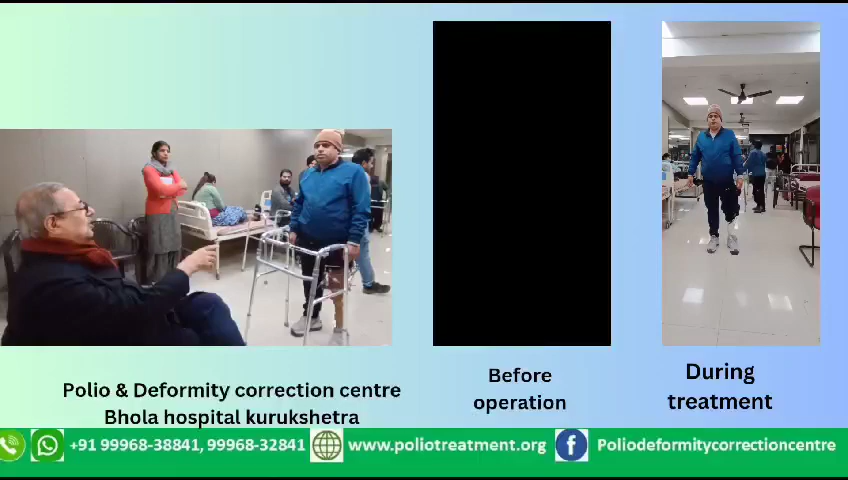 Polio & Deformity correction centre
Bhola hospital kurukshetra
Before
operation
During
treatment
+91 99968-38841, 99968-32841
www.poliotreatment.org
Poliodeformitycorrectioncentre